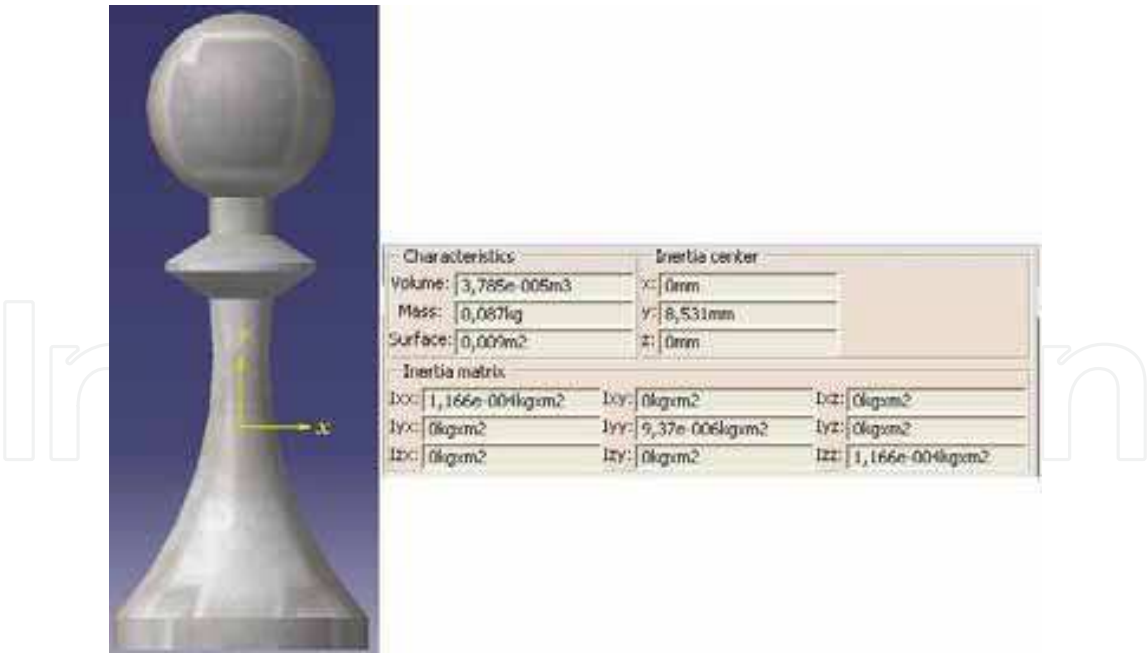 Characteristics Inertia center
Volume: 3,785e-005m3 x: 0mm
Mass: 0,087kg y: 8,531mm
Surface: 0,009m2 z: 0mm
Inertia matrix
Ixx: 1,166e-004kgxm2 Ixy: 0kgxm2 Ixz: 0kgxm2
Iyx: 0kgxm2 Iyy: 9,37e-006kgxm2 Iyz: 0kgxm2
Izx: 0kgxm2 Izy: 0kgxm2 Izz: 1,166e-004kgxm2
x